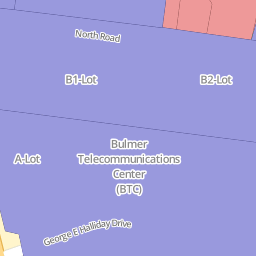 North Road
B1-Lot
B2-Lot
A-Lot
Bulmer
Telecommunications
Center
(BTC)
George E Halliday Drive